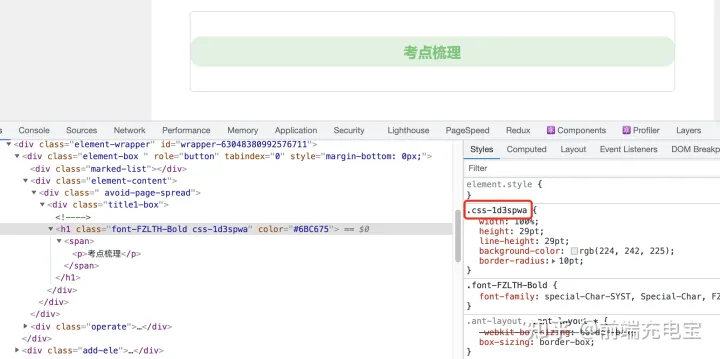 考点梳理
Console Sources Network Performance Memory Application Security Lighthouse PageSpeed Redux Components Profiler Layers
<div class="element-wrapper" id="wrapper-63048380992576711">
<div class="element-box " role="button" tabindex="0" style="margin-bottom: 0px;">
<div class="marked-list"></div>
<div class="element-content">
<div class=" avoid-page-spread">
<div class="title1-box">
<!---->
<h1 class="font-FZLTH-Bold css-1d3spwa" color="#6BC675"> == $0
<span>
<p>考点梳理</p>
</span>
</h1>
</div>
</div>
</div>
<div class="operate">…</div>
</div>
<div class="add-ele">…</div>
Styles Computed Layout Event Listeners DOM Breakp
Filter
element.style {
}
.css-1d3spwa {
width: 100%;
height: 29pt;
line-height: 29pt;
background-color: rgb(224, 242, 225);
border-radius: 10pt;
}
.font-FZLTH-Bold {
font-family: special-Char-SYST, Special-Char, FZ
}
.ant-layout, .ant-layout * {
-webkit-box-sizing: border-box;
box-sizing: border-box;
}
知乎 @前端充电宝